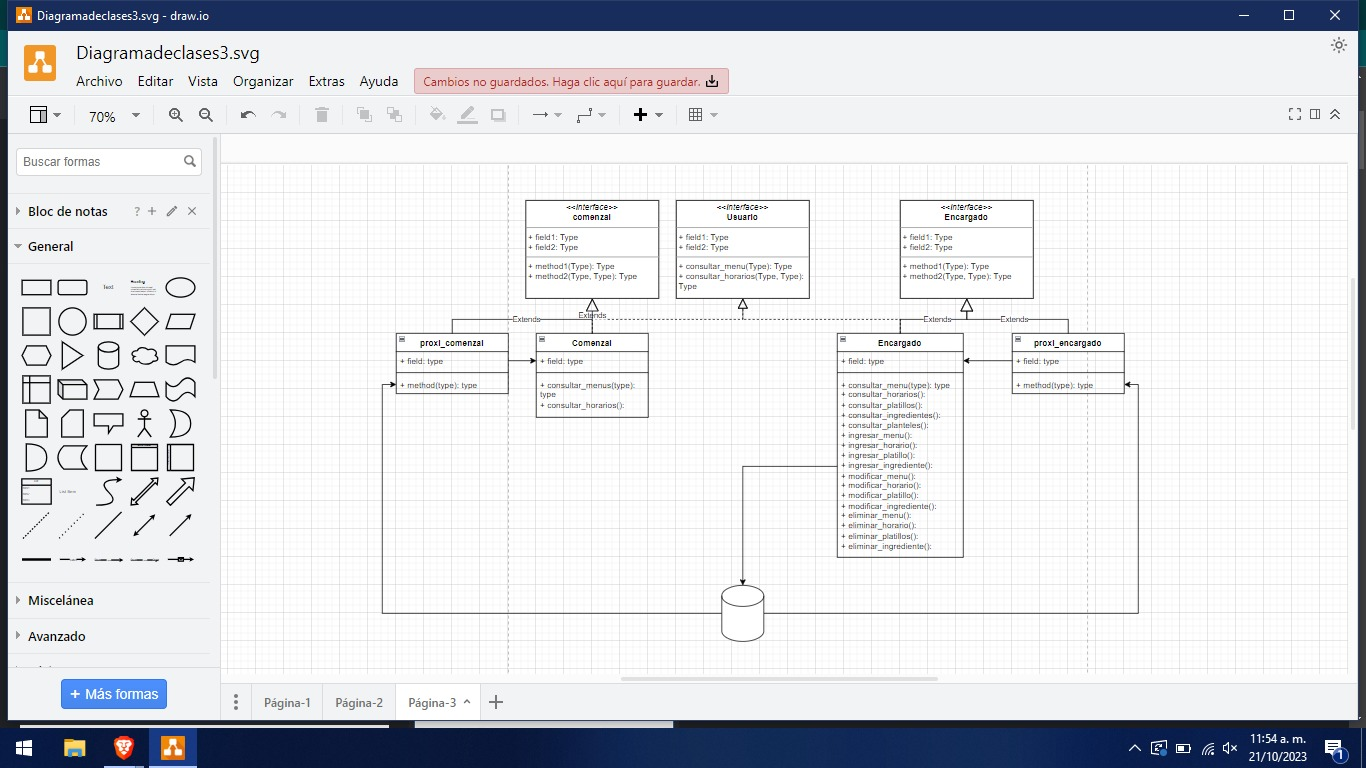 Diagramadeclases3.svg - draw.io
Diagramadeclases3.svg
Archivo Editar Vista Organizar Extras Ayuda
Cambios no guardados. Haga clic aquí para guardar.
70%
Buscar formas
Bloc de notas ? + ×
General
Text
Heading
List Item
Miscelánea
Avanzado
+ Más formas
<<interface>>
comenzal
+ field1: Type
+ field2: Type
+ method1(Type): Type
+ method2(Type, Type): Type
<<interface>>
Usuario
+ field1: Type
+ field2: Type
+ consultar_menu(Type): Type
+ consultar_horarios(Type, Type):
Type
<<interface>>
Encargado
+ field1: Type
+ field2: Type
+ method1(Type): Type
+ method2(Type, Type): Type
Extends
Extends
Extends
Extends
proxi_comenzal
+ field: type
+ method(type): type
Comenzal
+ field: type
+ consultar_menus(type):
type
+ consultar_horarios():
Encargado
+ field: type
+ consultar_menu(type): type
+ consultar_horarios():
+ consultar_platillos():
+ consultar_ingredientes():
+ consultar_planteles():
+ ingresar_menu():
+ ingresar_horario():
+ ingresar_platillo():
+ ingresar_ingrediente():
+ modificar_menu():
+ modificar_horario():
+ modificar_platillo():
+ modificar_ingrediente():
+ eliminar_menu():
+ eliminar_horario():
+ eliminar_platillos():
+ eliminar_ingrediente():
proxi_encargado
+ field: type
+ method(type): type
Página-1 Página-2 Página-3
11:54 a. m.
21/10/2023
1